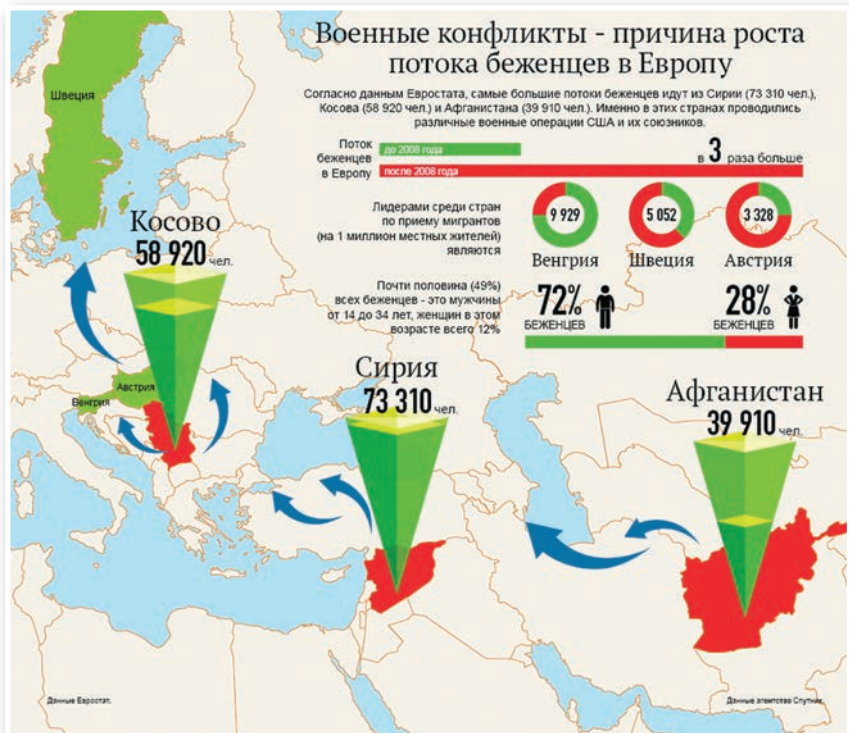 Военные конфликты - причина роста
потока беженцев в Европу
Согласно данным Евростата, самые большие потоки беженцев идут из Сирии (73 310 чел.),
Косова (58 920 чел.) и Афганистана (39 910 чел.). Именно в этих странах проводились
различные военные операции США и их союзников.
Поток
беженцев
в Европу
до 2008 года
после 2008 года
в 3 раза больше
Лидерами среди стран
по приему мигрантов
(на 1 миллион местных жителей)
являются
9 929
Венгрия
5 052
Швеция
3 328
Австрия
Почти половина (49%)
всех беженцев - это мужчины
от 14 до 34 лет, женщин в этом
возрасте всего 12%
72%
БЕЖЕНЦЕВ
28%
БЕЖЕНЦЕВ
Швеция
Косово
58 920 чел.
Австрия
Венгрия
Сирия
73 310 чел.
Афганистан
39 910 чел.
Данные Евростат.
Данные агентство Спутник.